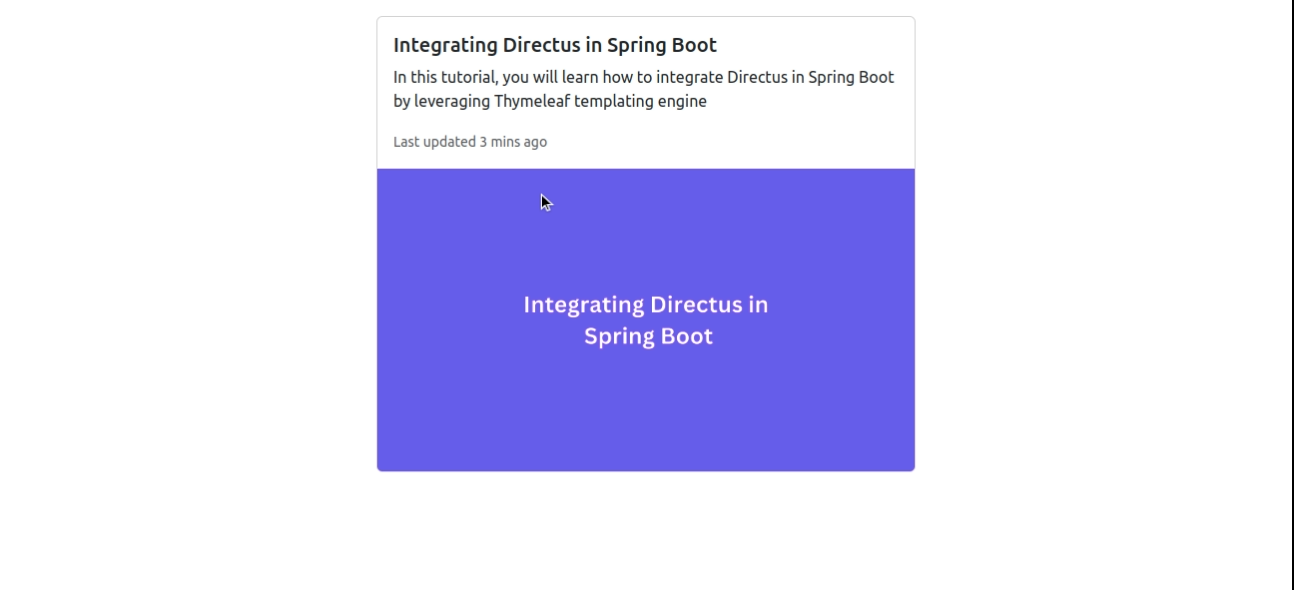 Integrating Directus in Spring Boot
In this tutorial, you will learn how to integrate Directus in Spring Boot
by leveraging Thymeleaf templating engine
Last updated 3 mins ago
Integrating Directus in
Spring Boot